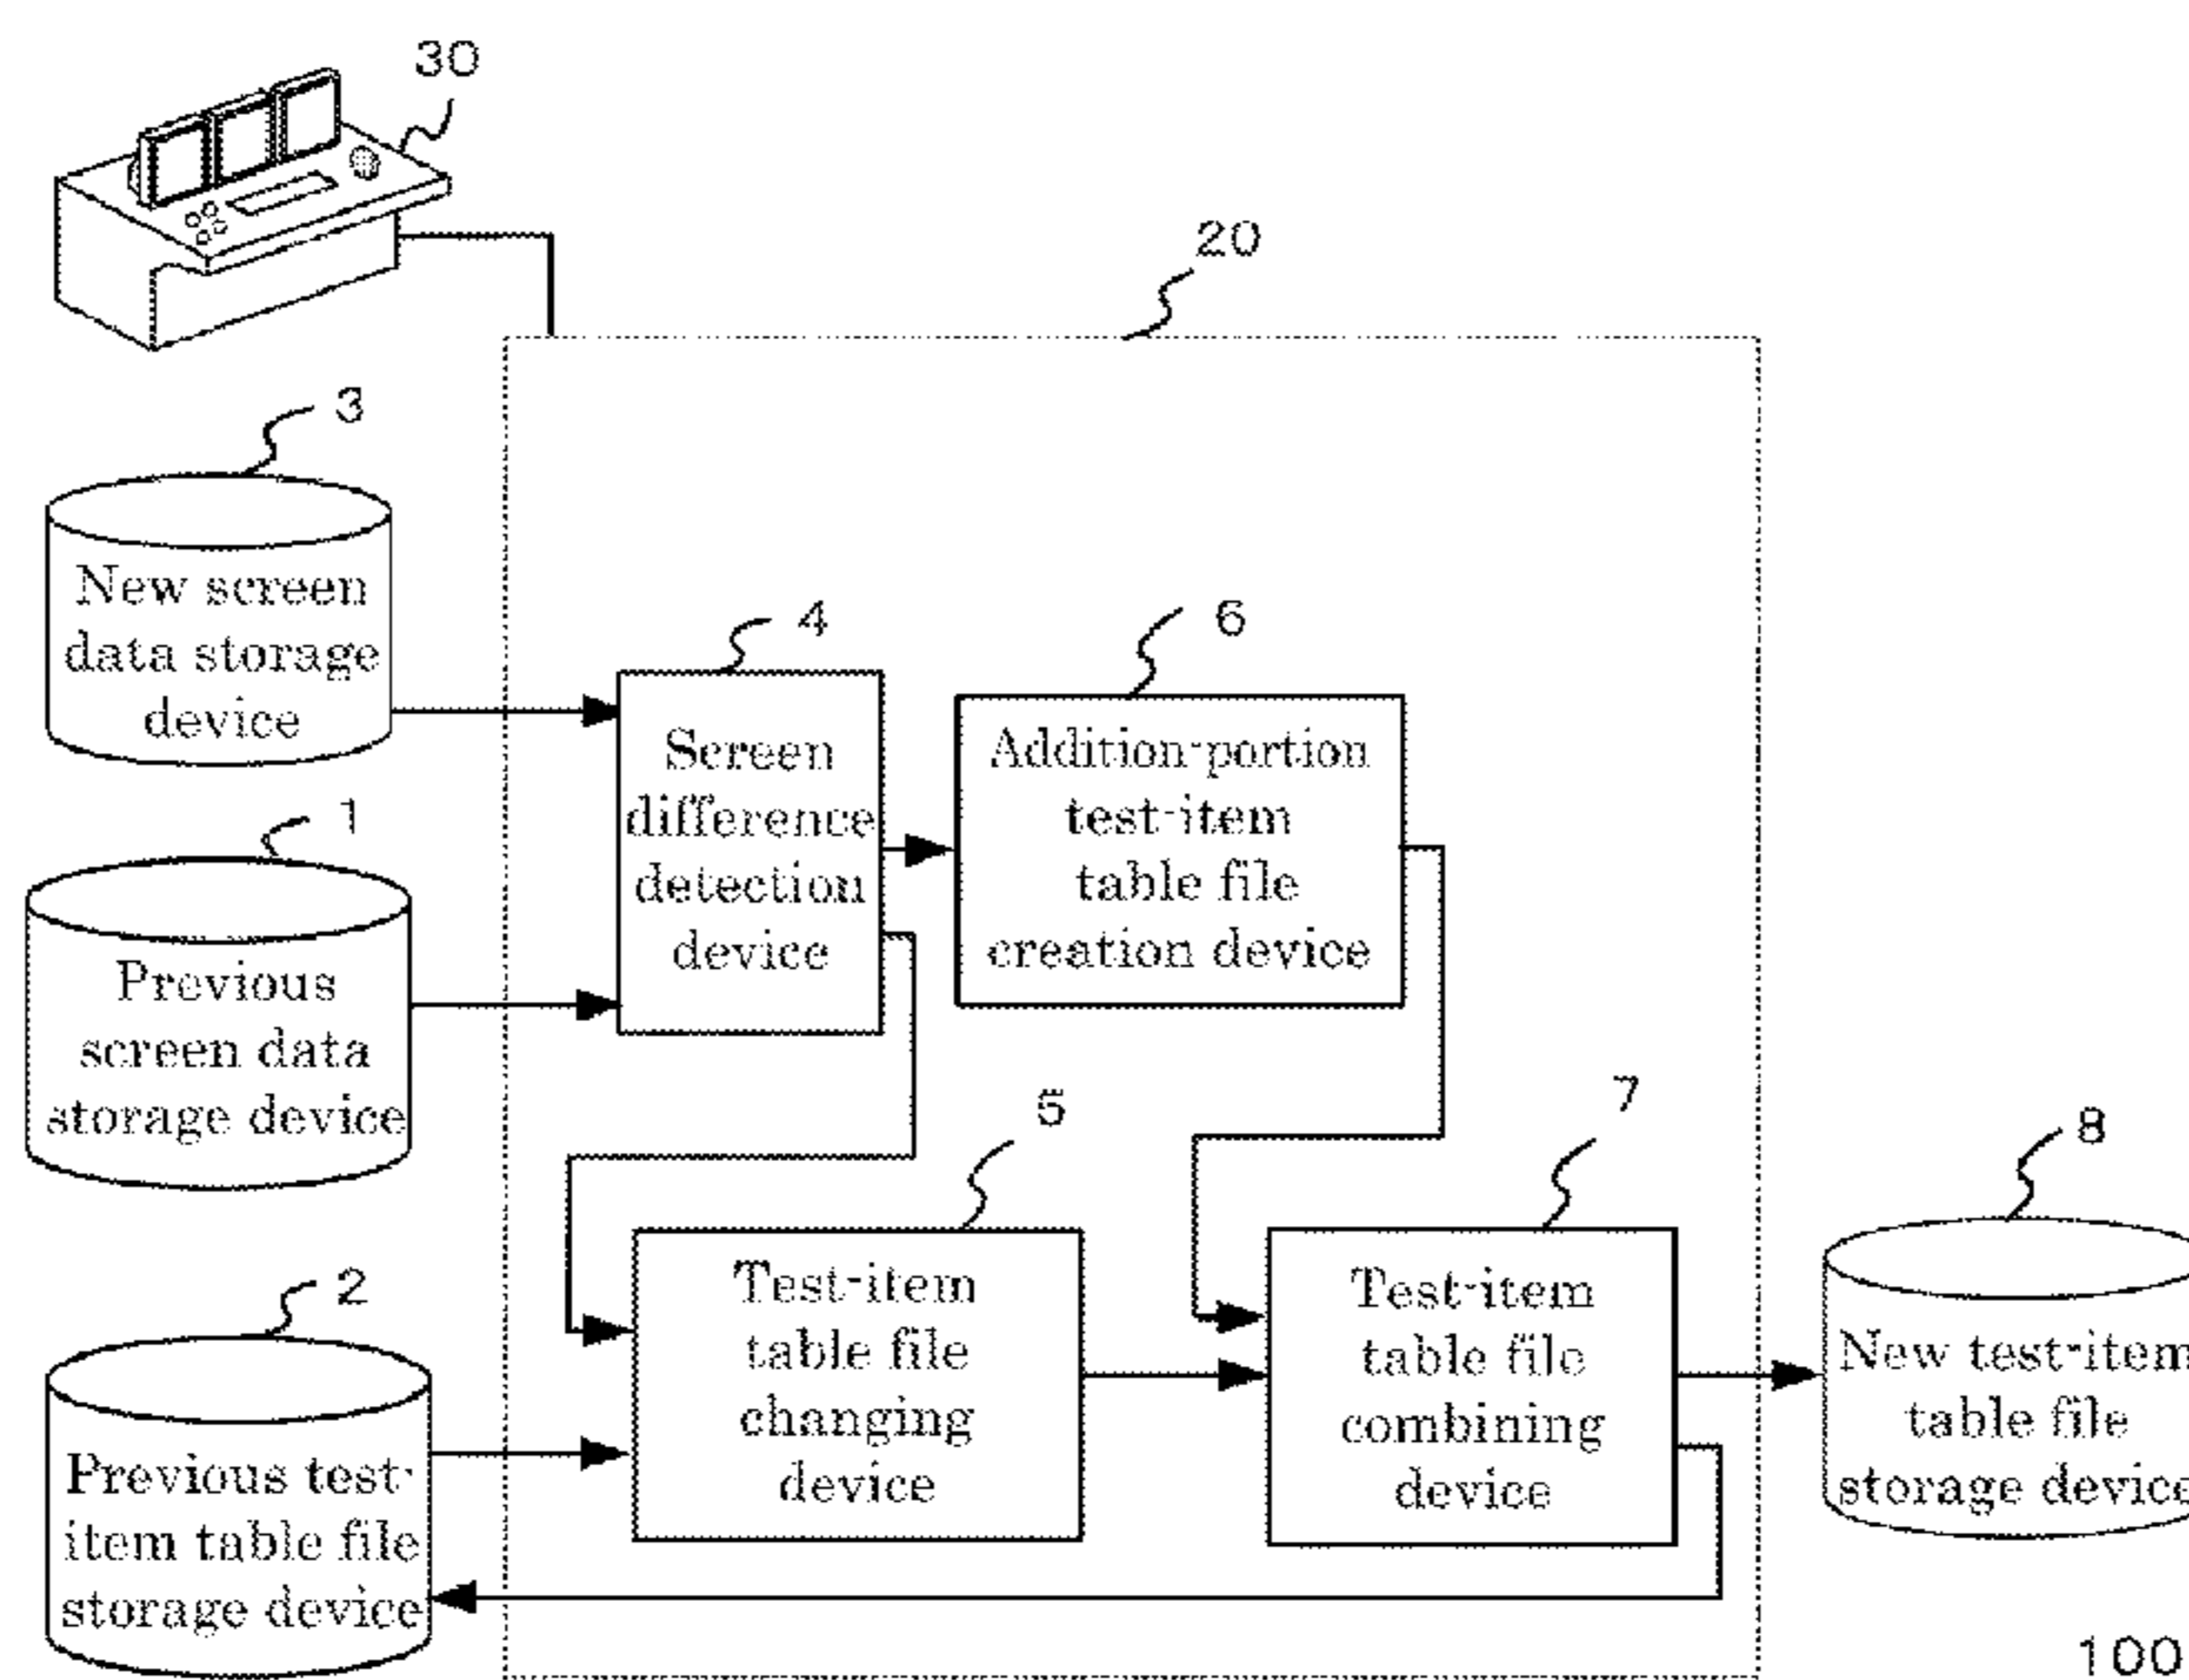 30
20
3
New screen
data storage
device
4
Screen
difference
detection
device
6
Addition-portion
test-item
table file
creation device
1
Previous
screen data
storage device
5
Test-item
table file
changing
device
7
Test-item
table file
combining
device
8
New test-item
table file
storage device
2
Previous test-
item table file
storage device
100